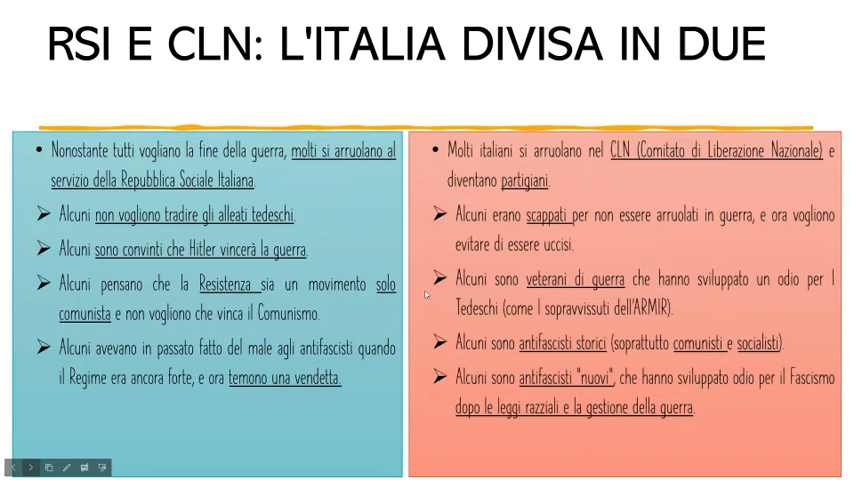 RSI E CLN: L'ITALIA DIVISA IN DUE
• Nonostante tutti vogliano la fine della guerra, molti si arruolano al
servizio della Repubblica Sociale Italiana.
➤ Alcuni non vogliono tradire gli alleati tedeschi.
➤ Alcuni sono convinti che Hitler vincerà la guerra.
➤ Alcuni pensano che la Resistenza sia un movimento solo
comunista e non vogliono che vinca il Comunismo.
➤ Alcuni avevano in passato fatto del male agli antifascisti quando
il Regime era ancora forte, e ora temono una vendetta.
• Molti italiani si arruolano nel CLN (Comitato di Liberazione Nazionale) e
diventano partigiani.
➤ Alcuni erano scappati per non essere arruolati in guerra, e ora vogliono
evitare di essere uccisi.
➤ Alcuni sono veterani di guerra che hanno sviluppato un odio per I
Tedeschi (come I sopravvissuti dell'ARMIR).
➤ Alcuni sono antifascisti storici (soprattutto comunisti e socialisti).
➤ Alcuni sono antifascisti "nuovi", che hanno sviluppato odio per il Fascismo
dopo le leggi razziali e la gestione della guerra.